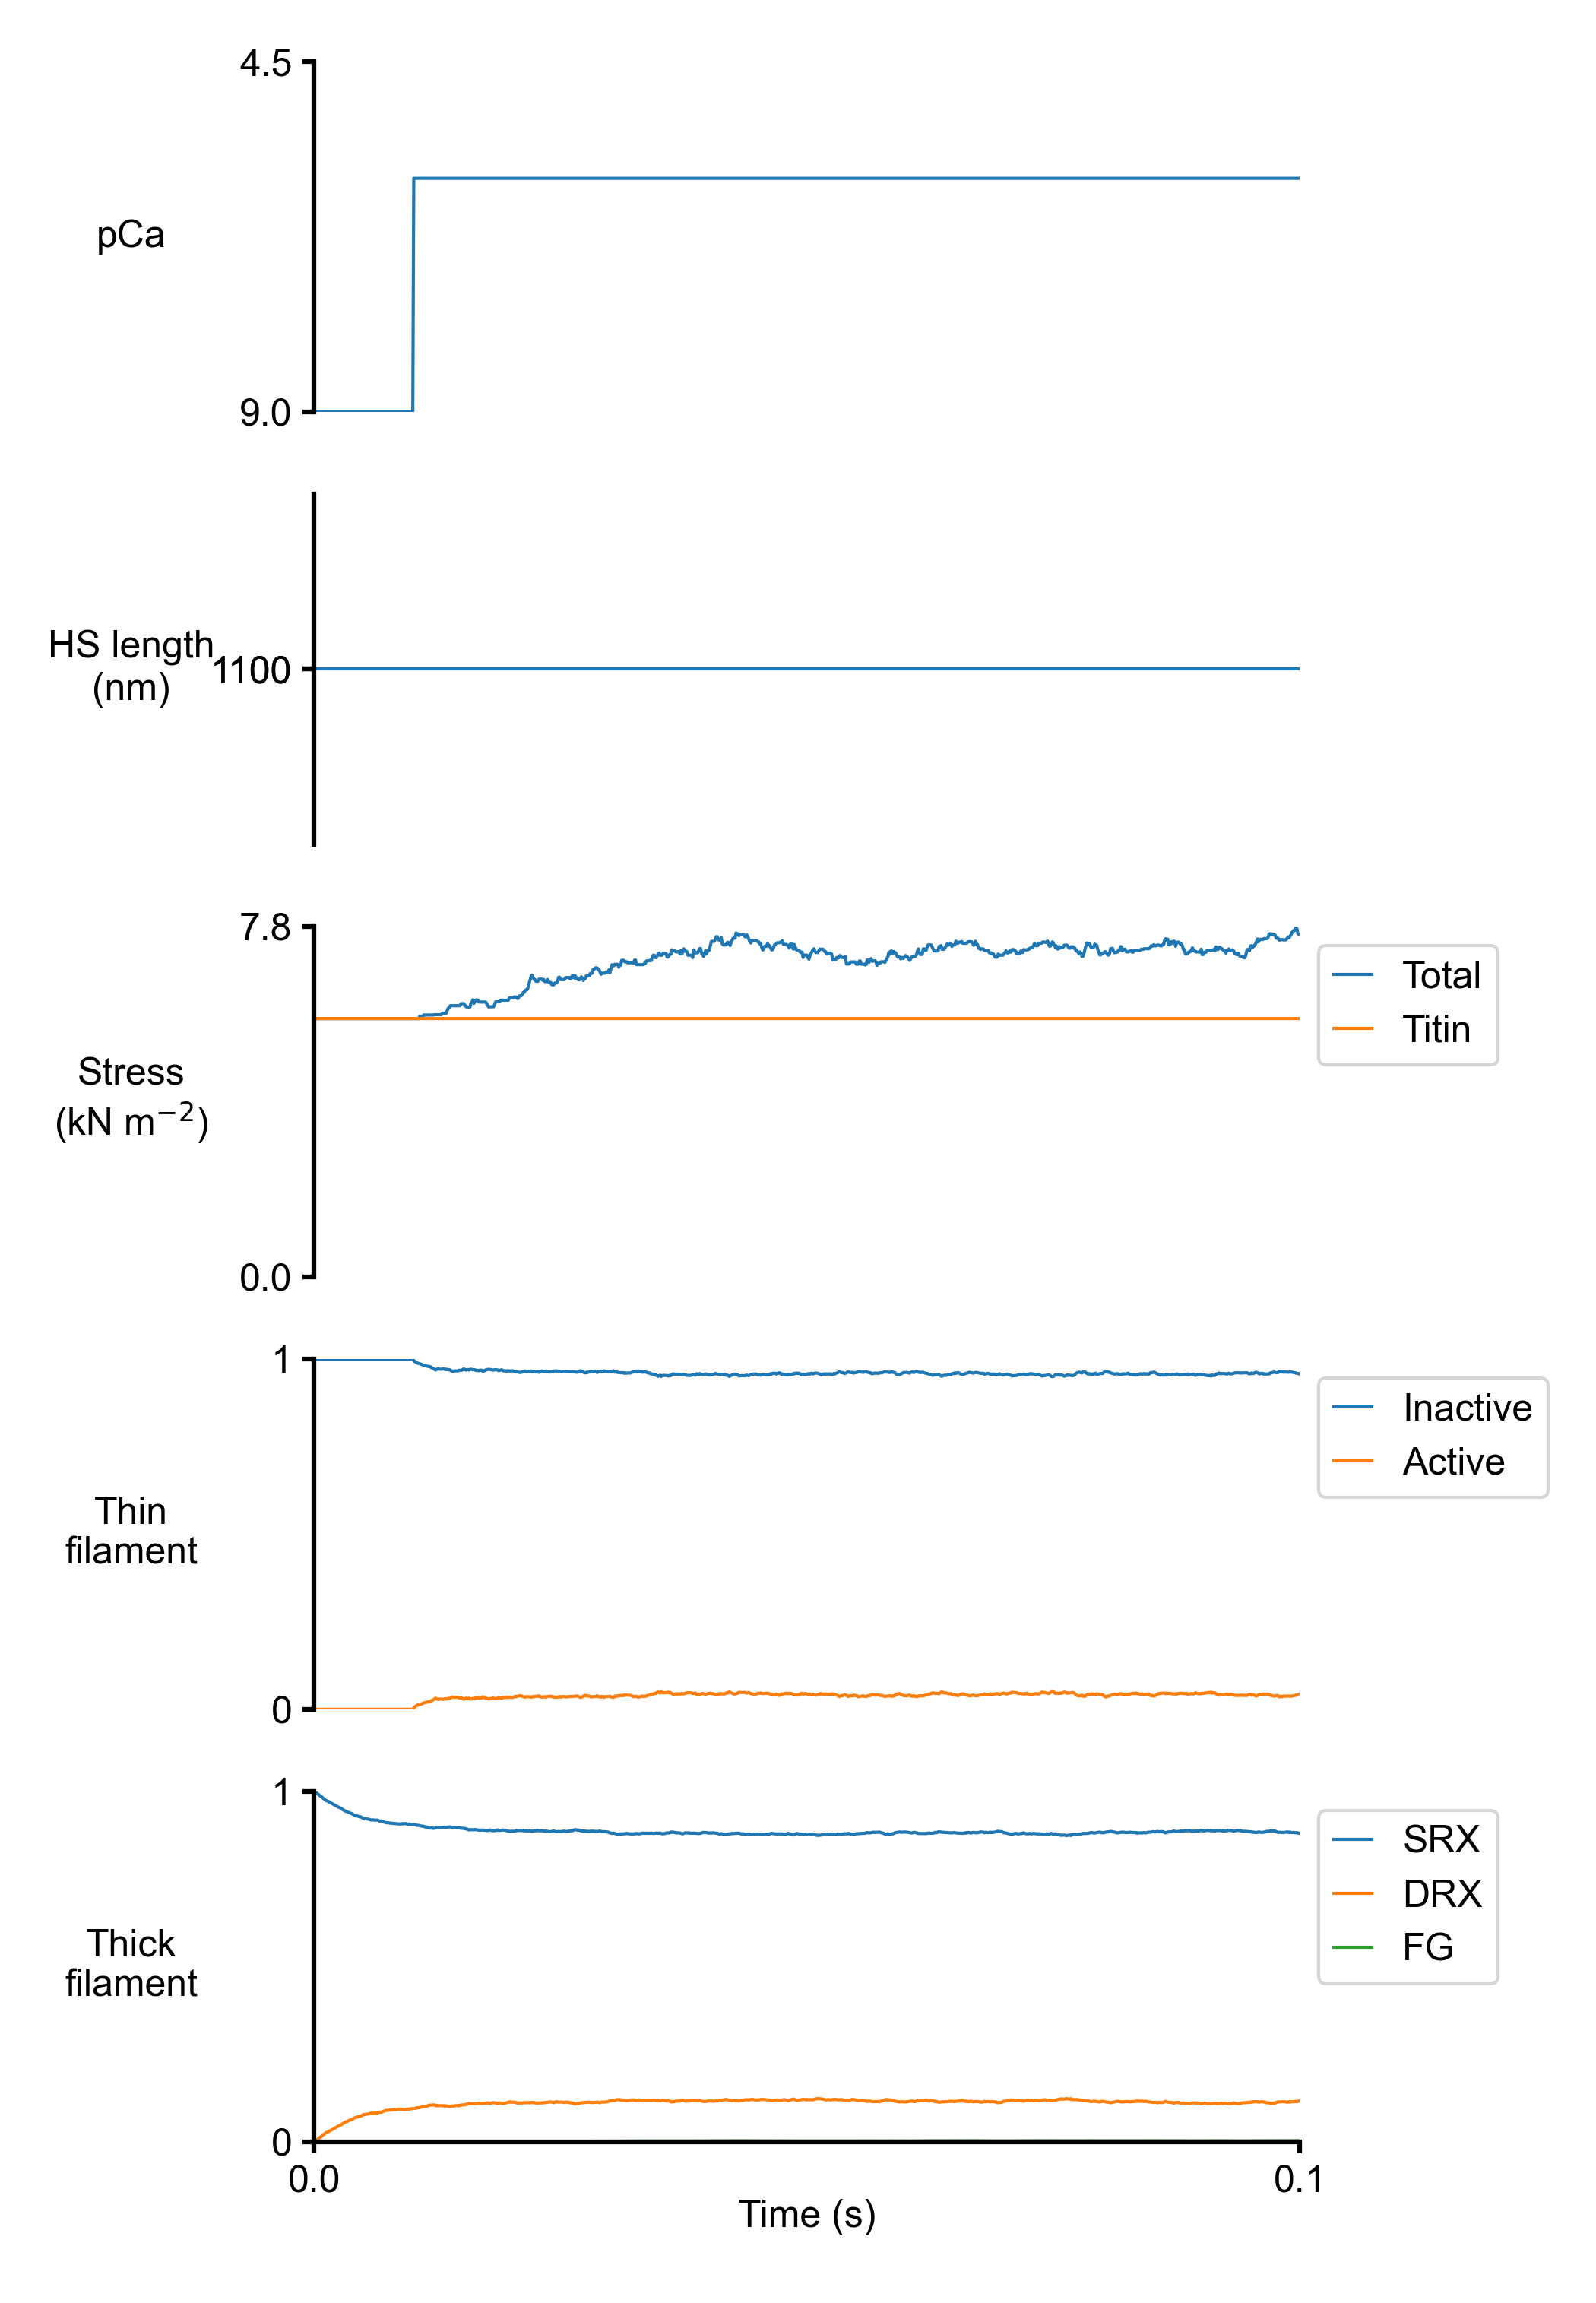 4.5
pCa
9.0
HS length
(nm)
1100
7.8
Stress
(kN m⁻²)
0.0
Total
Titin
1
Thin
filament
0
Inactive
Active
1
Thick
filament
0
SRX
DRX
FG
0.0
0.1
Time (s)